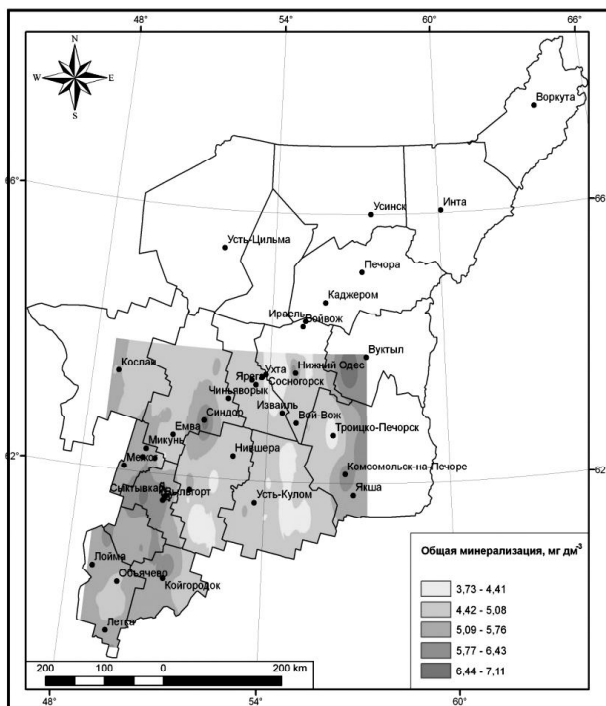 48
54
60
66
N
W
E
S
Воркута
66
66
Усинск
Инта
Усть-Цильма
Печора
Каджером
Ираель
Войвож
Вуктыл
Кослан
Ухта
Нижний Одес
Ярега
Сосногорск
Чиньяворык
Изваиль
Синдор
Вой-Вож
Емва
Троицко-Печорск
Микунь
Нившера
62
62
Межог
Комсомольск-на-Печоре
Сыктывкар
Выльгорт
Якша
Усть-Кулом
Лойма
Объячево
Койгородок
Летка
Общая минерализация, мг дм⁻³
3,73 - 4,41
4,42 - 5,08
5,09 - 5,76
5,77 - 6,43
6,44 - 7,11
200
100
0
200 km
48
54
60